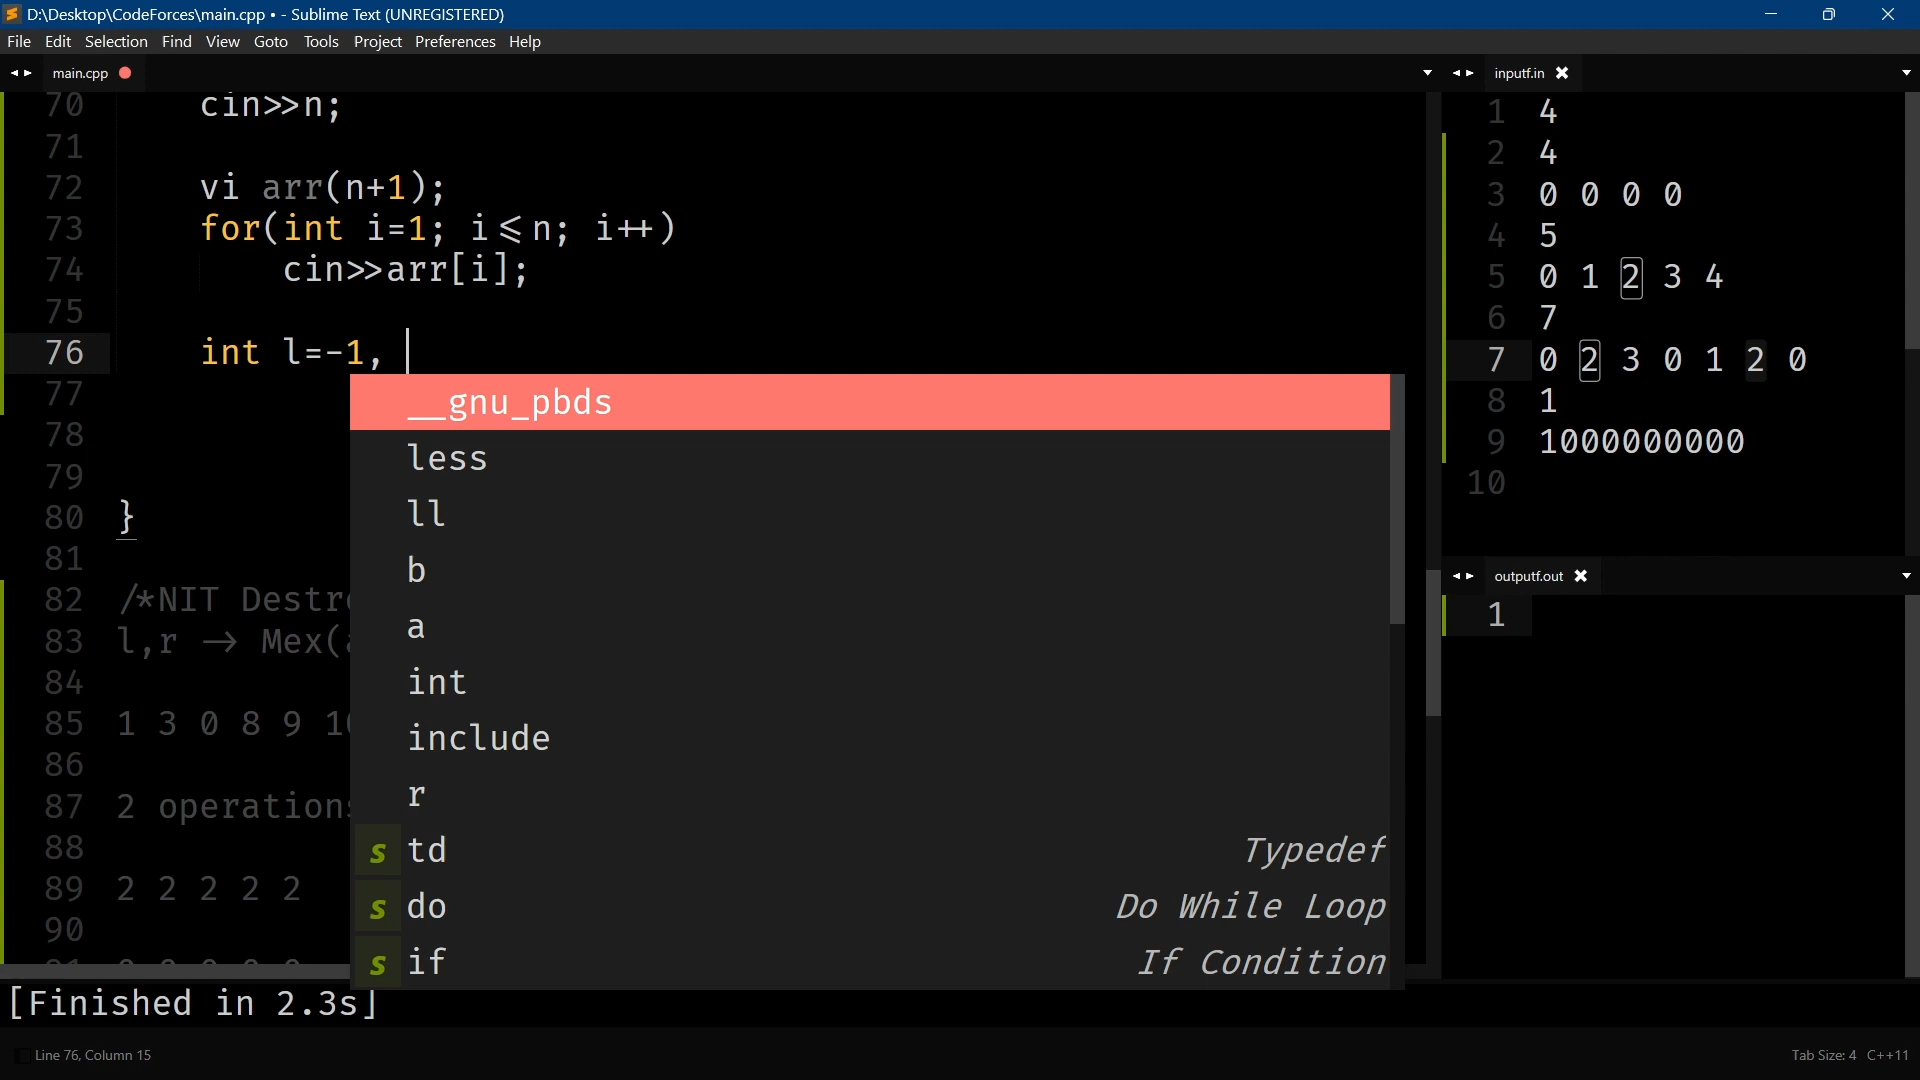 D:\Desktop\CodeForces\main.cpp • - Sublime Text (UNREGISTERED)
File Edit Selection Find View Goto Tools Project Preferences Help
main.cpp
70 cin>>n;
71
72 vi arr(n+1);
73 for(int i=1; i<=n; i++)
74 cin>>arr[i];
75
76 int l=-1,
77
78
79
80 }
81
82 /*NIT Destr
83 l,r -> Mex(
84
85 1 3 0 8 9 1
86
87 2 operation
88
89 2 2 2 2 2
90
__gnu_pbds
less
ll
b
a
int
include
r
s td Typedef
s do Do While Loop
s if If Condition
inputf.in
1 4
2 4
3 0 0 0 0
4 5
5 0 1 2 3 4
6 7
7 0 2 3 0 1 2 0
8 1
9 1000000000
10
outputf.out
1
[Finished in 2.3s]
Line 76, Column 15
Tab Size: 4 C++11